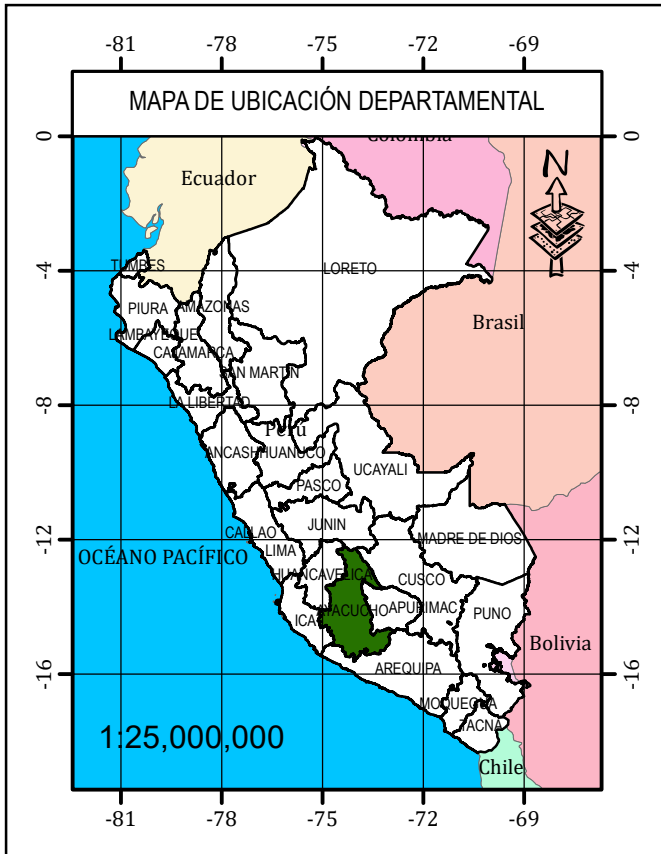 -81 -78 -75 -72 -69
MAPA DE UBICACIÓN DEPARTAMENTAL
0 0
Colombia
Ecuador
N
TUMBES
LORETO
-4 -4
PIURA AMAZONAS
Brasil
LAMBAYEQUE
CAJAMARCA
SAN MARTIN
LA LIBERTAD
-8 -8
Perú
ANCASH HUANUCO
UCAYALI
PASCO
JUNIN
CALLAO
MADRE DE DIOS
-12 -12
LIMA
OCÉANO PACÍFICO
HUANCAVELICA
CUSCO
AYACUCHO APURIMAC
PUNO
ICA
Bolivia
AREQUIPA
-16 -16
MOQUEGUA
TACNA
1:25,000,000
Chile
-81 -78 -75 -72 -69